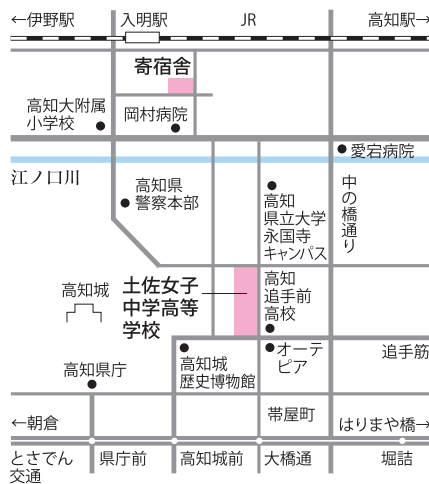 ←伊野駅
入明駅
JR
高知駅→
寄宿舎
高知大附属
小学校
岡村病院
愛宕病院
江ノ口川
高知県
警察本部
高知
県立大学
永国寺
キャンパス
中の橋通り
高知城
土佐女子
中学高等
学校
高知
追手前
高校
高知県庁
高知城
歴史博物館
オーテ
ピア
追手筋
←朝倉
帯屋町
はりまや橋→
とさでん
交通
県庁前
高知城前
大橋通
堀詰